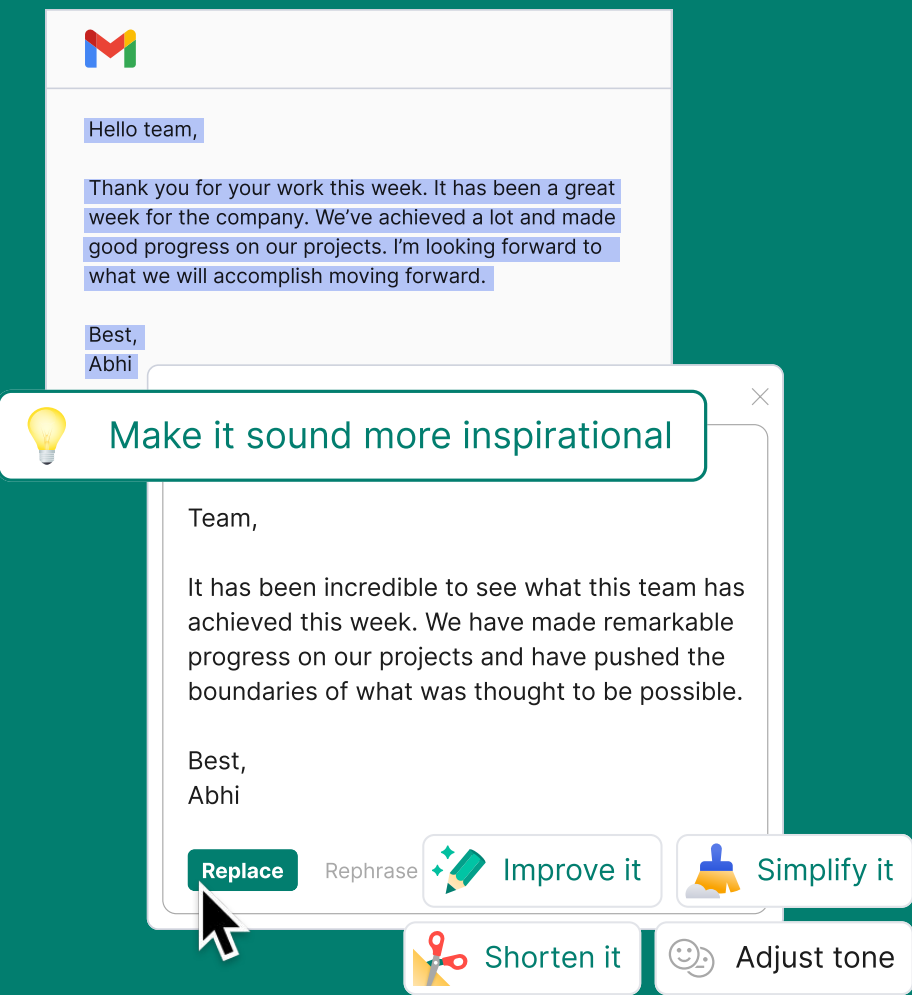 Hello team,
Thank you for your work this week. It has been a great
week for the company. We’ve achieved a lot and made
good progress on our projects. I’m looking forward to
what we will accomplish moving forward.
Best,
Abhi
Make it sound more inspirational
Team,
It has been incredible to see what this team has
achieved this week. We have made remarkable
progress on our projects and have pushed the
boundaries of what was thought to be possible.
Best,
Abhi
Replace Rephrase Improve it Simplify it
Shorten it Adjust tone